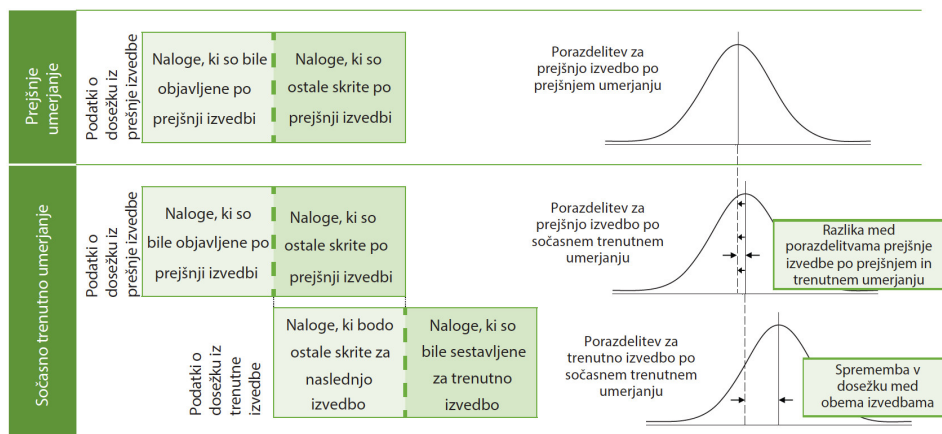 Prejšnje
umerjanje
Podatki o
dosežku iz
prešnje izvedbe
Naloge, ki so bile
objavljene po
prejšnji izvedbi
Naloge, ki so
ostale skrite po
prejšnji izvedbi
Porazdelitev za
prejšnjo izvedbo po
prejšnjem umerjanju
Sočasno trenutno umerjanje
Podatki o
dosežku iz
prešnje izvedbe
Naloge, ki so
bile objavljene po
prejšnji izvedbi
Naloge, ki so
ostale skrite po
prejšnji izvedbi
Porazdelitev za
prejšnjo izvedbo po
sočasnem trenutnem
umerjanju
Razlika med
porazdelitvama prejšnje
izvedbe po prejšnjem in
trenutnem umerjanju
Podatki o
dosežku iz
trenutne
izvedbe
Naloge, ki bodo
ostale skrite za
naslednjo
izvedbo
Naloge, ki so
bile sestavljene
za trenutno
izvedbo
Porazdelitev za
trenutno izvedbo po
sočasnem trenutnem
umerjanju
Sprememba v
dosežku med
obema izvedbama